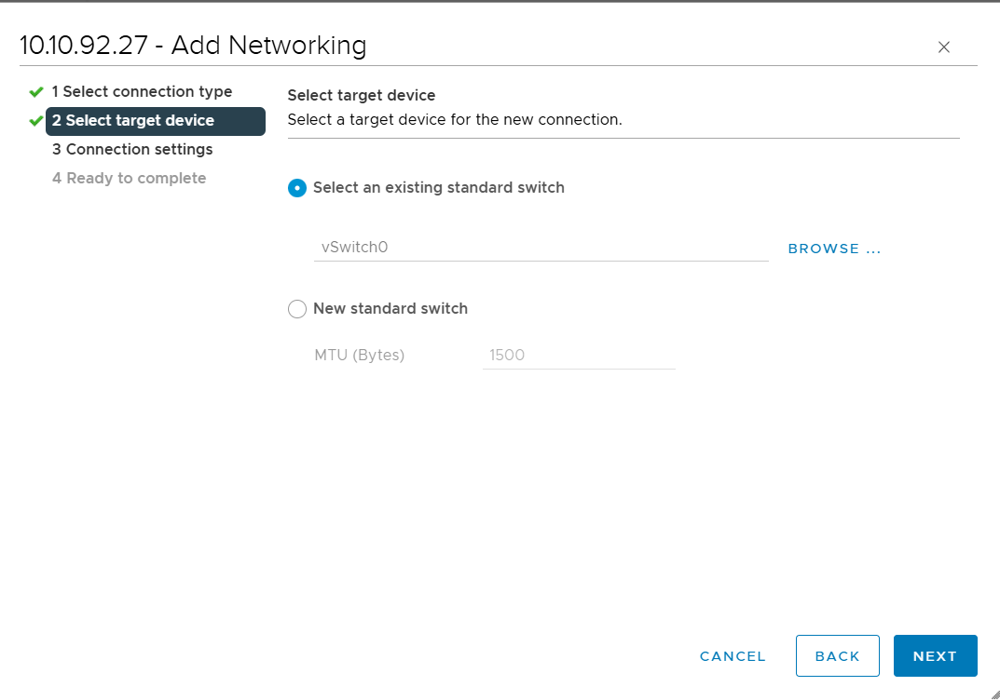 10.10.92.27 - Add Networking
1 Select connection type
2 Select target device
3 Connection settings
4 Ready to complete
Select target device
Select a target device for the new connection.
Select an existing standard switch
vSwitch0
BROWSE ...
New standard switch
MTU (Bytes)
1500
CANCEL
BACK
NEXT